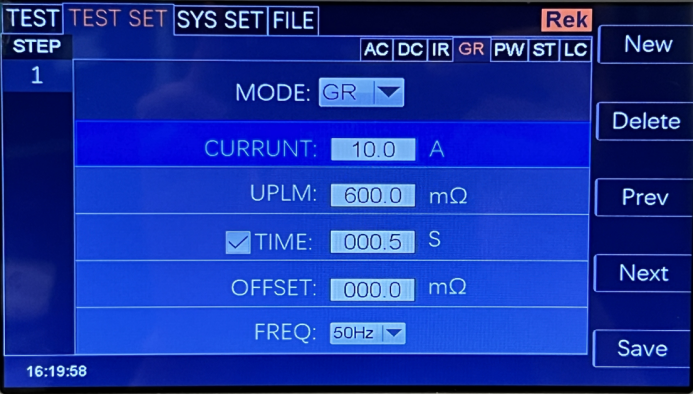 TEST TEST SET SYS SET FILE Rek
STEP AC DC IR GR PW ST LC
1
MODE: GR
CURRUNT: 10.0 A
UPLM: 600.0 mΩ
TIME: 000.5 S
OFFSET: 000.0 mΩ
FREQ: 50Hz
16:19:58
New
Delete
Prev
Next
Save